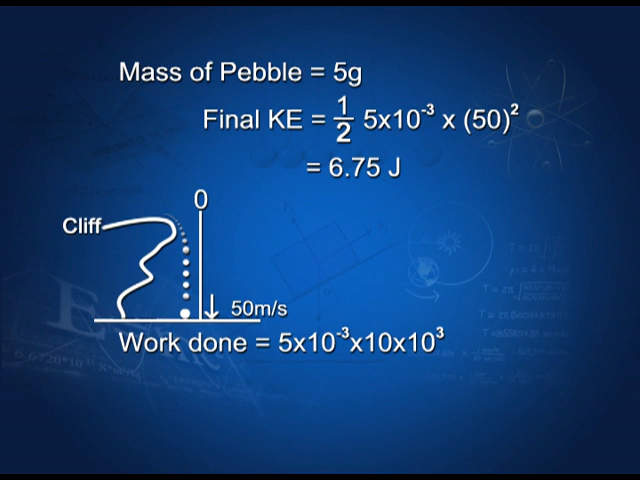 Mass of Pebble = 5g
Final KE = 1/2 5x10⁻³ x (50)²
= 6.75 J
0
Cliff
50m/s
Work done = 5x10⁻³x10x10³